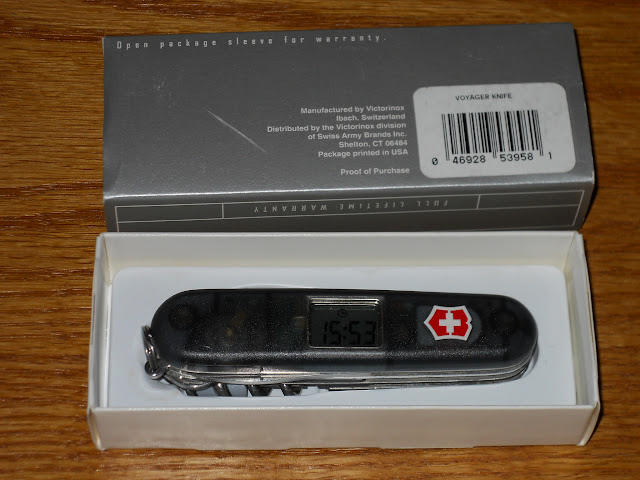 Open package sleeve for warranty.
Manufactured by Victorinox
Ibach, Switzerland
Distributed by the Victorinox division
of Swiss Army Brands Inc.
Shelton, CT 06484
Package printed in USA
Proof of Purchase
VOYAGER KNIFE
0 46928 53958 1
FULL LIFETIME WARRANTY
15:53